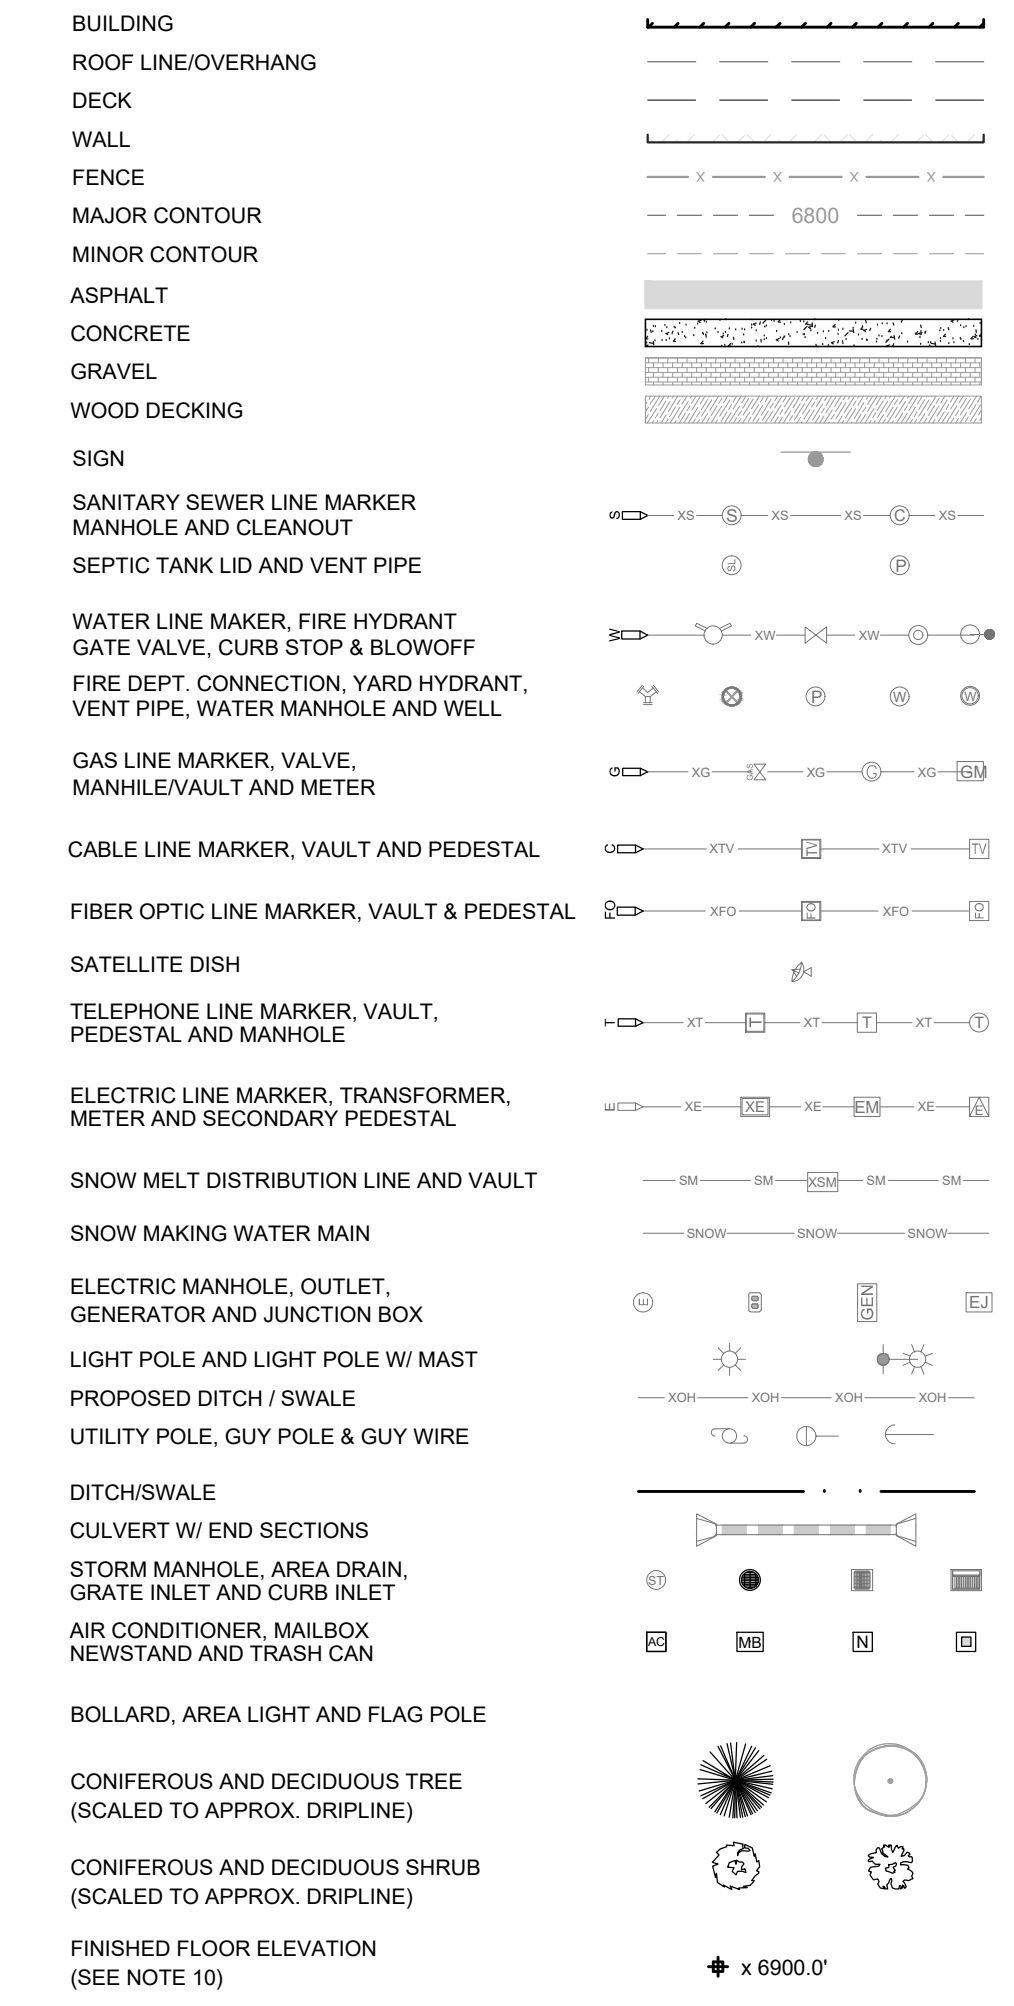 BUILDING
ROOF LINE/OVERHANG
DECK
WALL
FENCE X X X X
MAJOR CONTOUR 6800
MINOR CONTOUR
ASPHALT
CONCRETE
GRAVEL
WOOD DECKING
SIGN
SANITARY SEWER LINE MARKER
MANHOLE AND CLEANOUT
S XS S XS XS C XS
SEPTIC TANK LID AND VENT PIPE SL P
WATER LINE MAKER, FIRE HYDRANT
GATE VALVE, CURB STOP & BLOWOFF
W XW XW
FIRE DEPT. CONNECTION, YARD HYDRANT,
VENT PIPE, WATER MANHOLE AND WELL
P W W
GAS LINE MARKER, VALVE,
MANHILE/VAULT AND METER
G XG GAS XG G XG GM
CABLE LINE MARKER, VAULT AND PEDESTAL C XTV TV XTV TV
FIBER OPTIC LINE MARKER, VAULT & PEDESTAL FO XFO FO XFO FO
SATELLITE DISH
TELEPHONE LINE MARKER, VAULT,
PEDESTAL AND MANHOLE
T XT T XT T XT T
ELECTRIC LINE MARKER, TRANSFORMER,
METER AND SECONDARY PEDESTAL
E XE XE XE EM XE E
SNOW MELT DISTRIBUTION LINE AND VAULT SM SM XSM SM SM
SNOW MAKING WATER MAIN SNOW SNOW SNOW
ELECTRIC MANHOLE, OUTLET,
GENERATOR AND JUNCTION BOX
E GEN EJ
LIGHT POLE AND LIGHT POLE W/ MAST
PROPOSED DITCH / SWALE XOH XOH XOH XOH
UTILITY POLE, GUY POLE & GUY WIRE
DITCH/SWALE
CULVERT W/ END SECTIONS
STORM MANHOLE, AREA DRAIN,
GRATE INLET AND CURB INLET
ST
AIR CONDITIONER, MAILBOX
NEWSTAND AND TRASH CAN
AC MB N
BOLLARD, AREA LIGHT AND FLAG POLE
CONIFEROUS AND DECIDUOUS TREE
(SCALED TO APPROX. DRIPLINE)
CONIFEROUS AND DECIDUOUS SHRUB
(SCALED TO APPROX. DRIPLINE)
FINISHED FLOOR ELEVATION
(SEE NOTE 10)
x 6900.0'